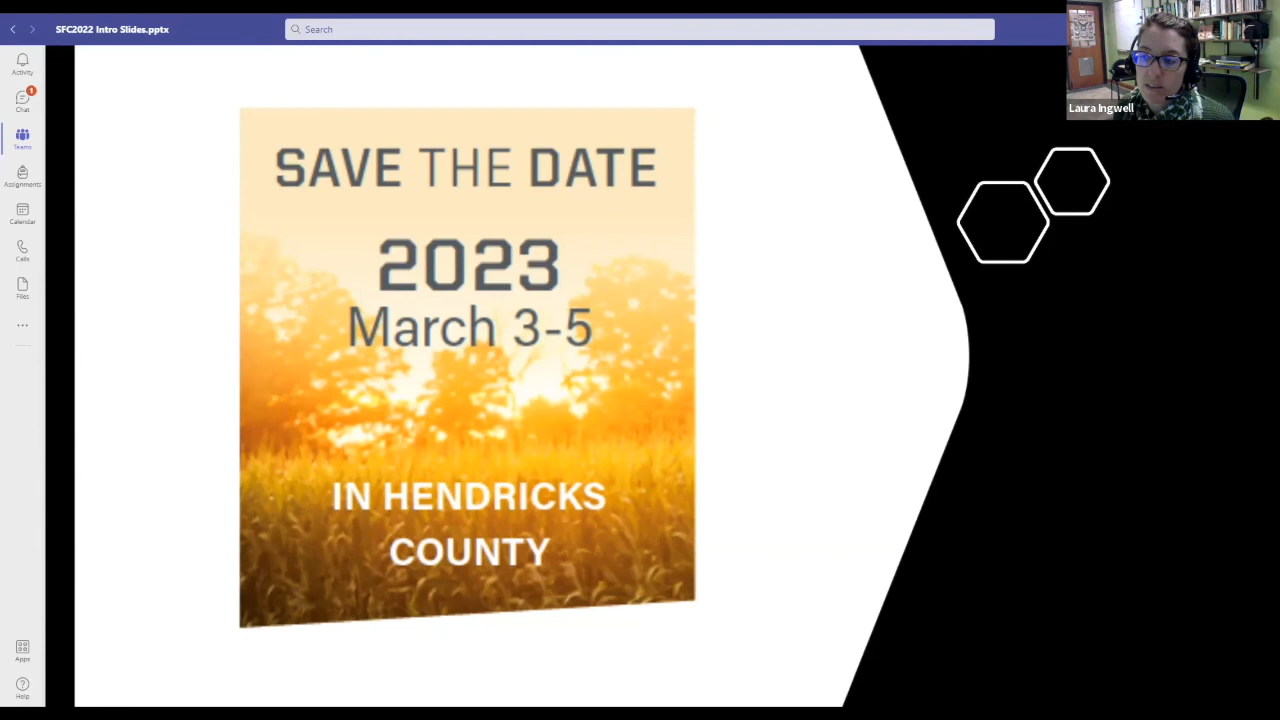 SFC2022 Intro Slides.pptx
Search
Laura Ingwell
Activity
1
Chat
Teams
Assignments
Calendar
Calls
Files
Apps
Help
SAVE THE DATE
2023
March 3-5
IN HENDRICKS
COUNTY